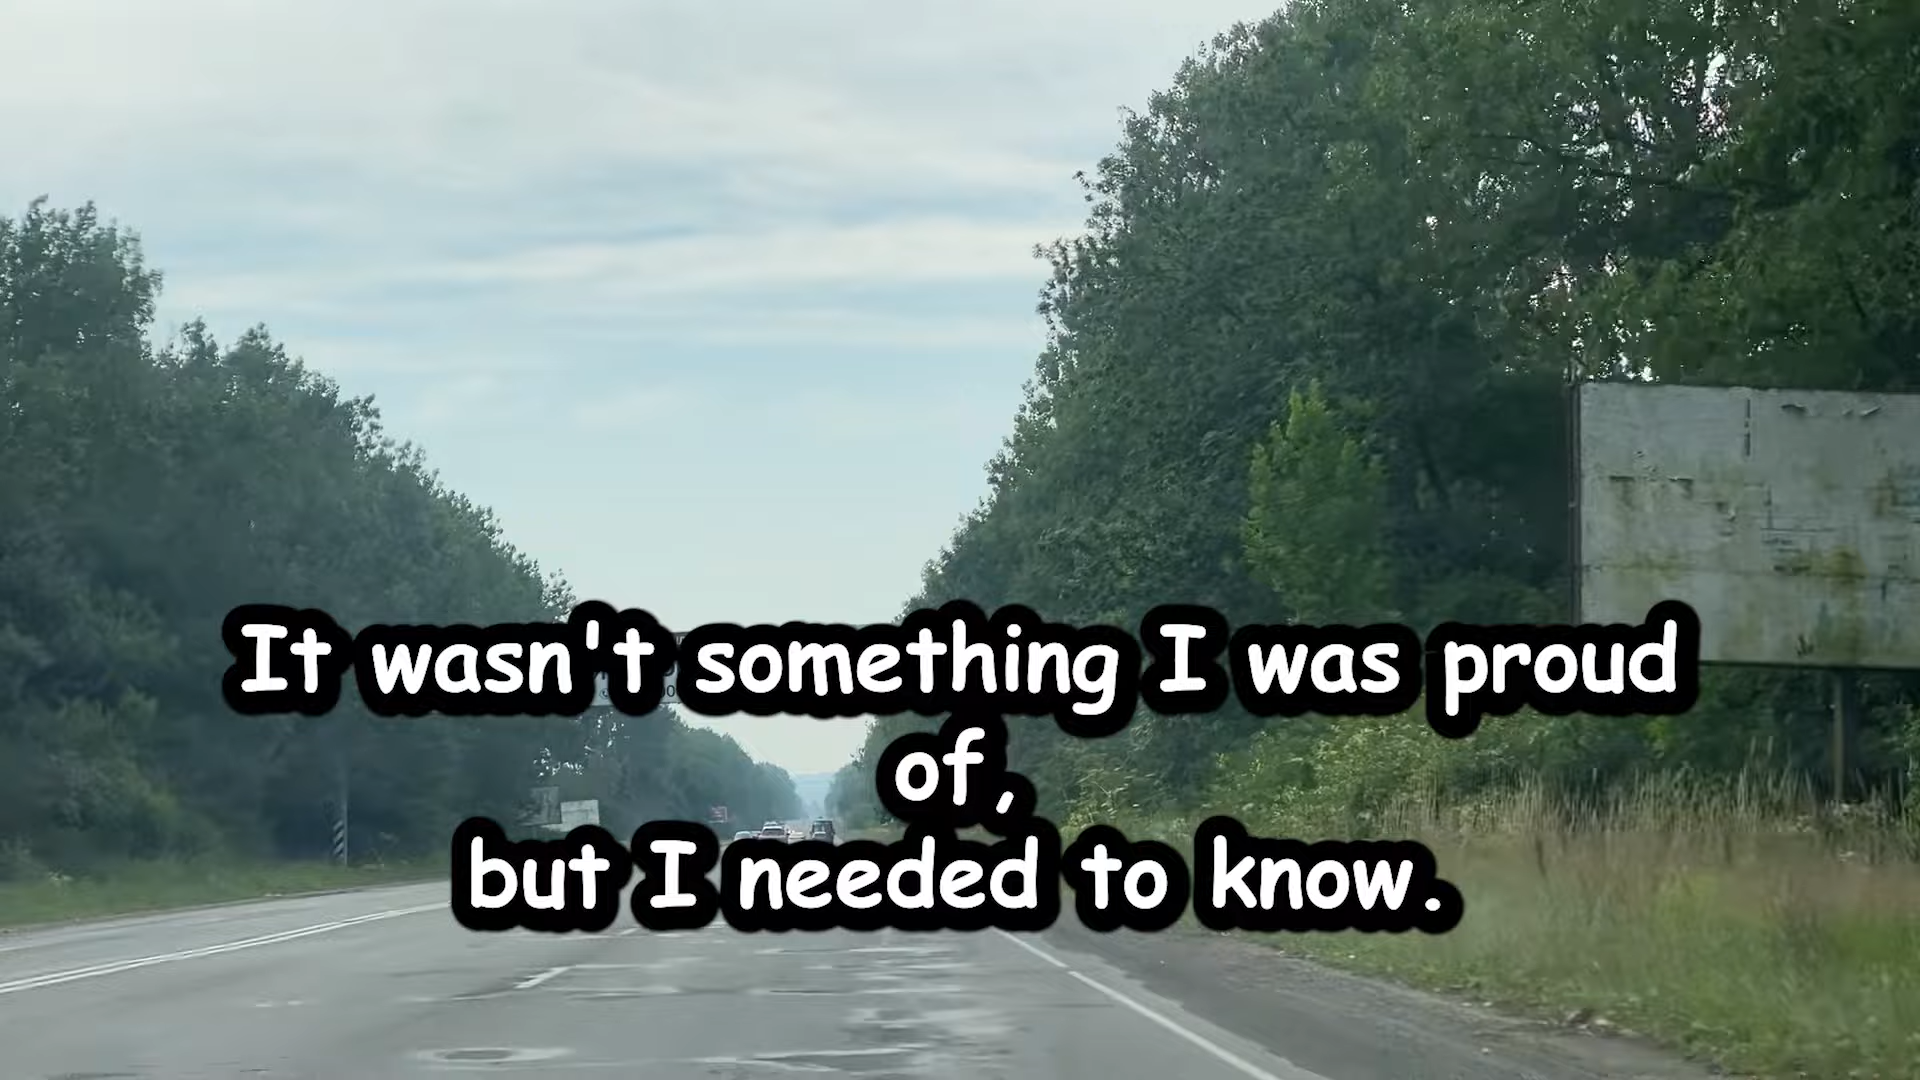 It wasn't something I was proud
of,
but I needed to know.